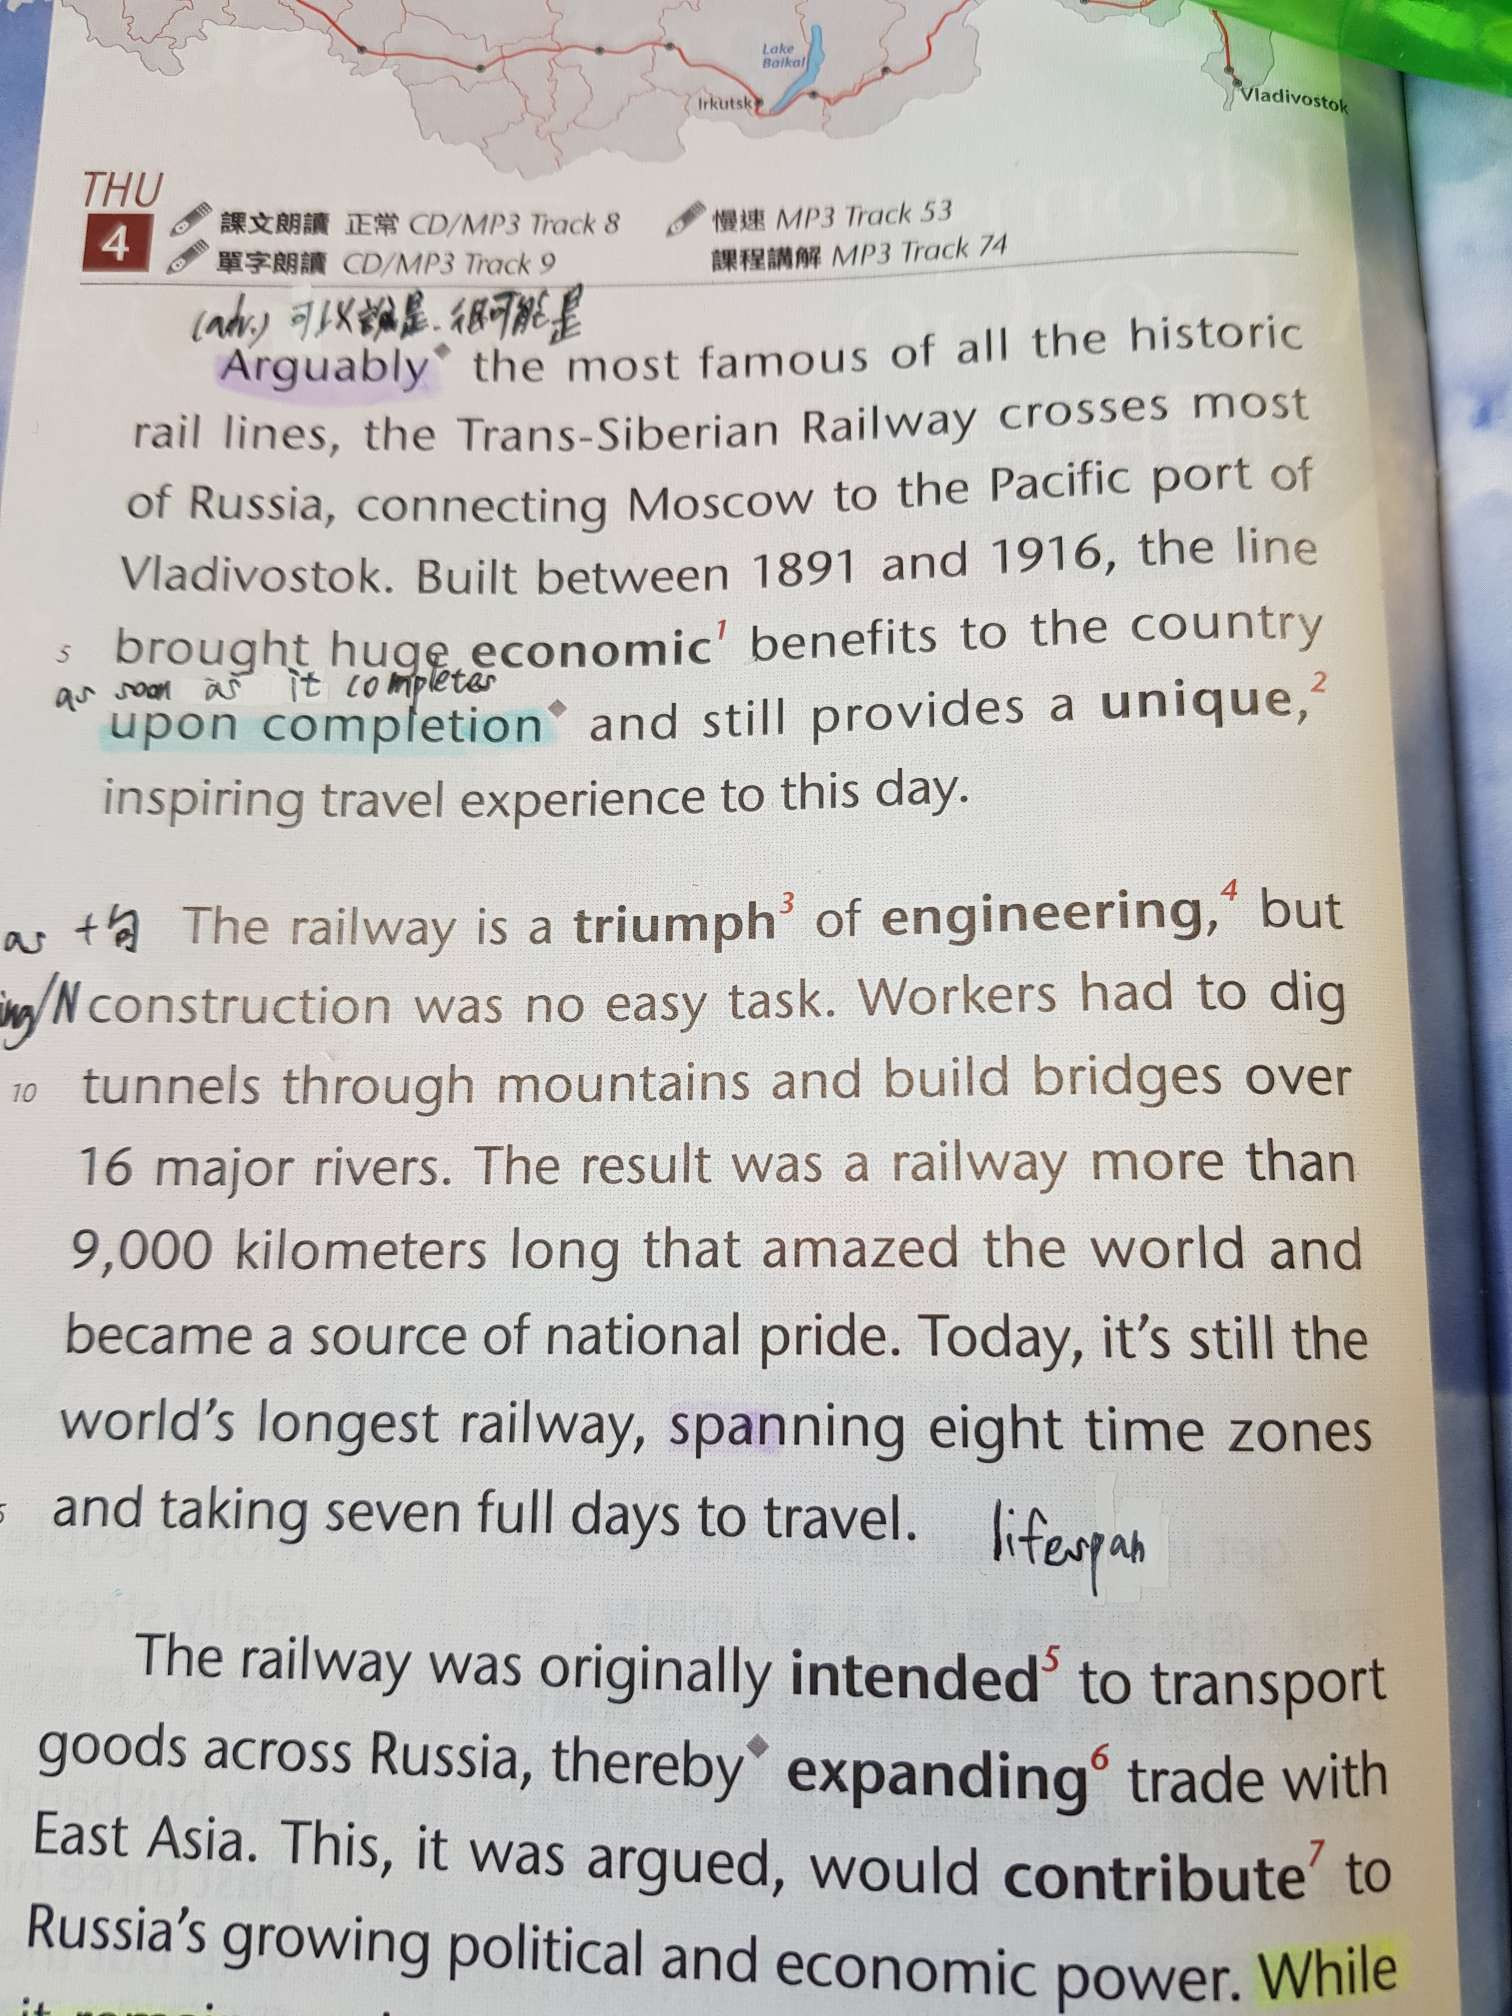 Lake
Baikal
Irkutsk
Vladivostok
THU
4
課文朗讀 正常 CD/MP3 Track 8 慢速 MP3 Track 53
單字朗讀 CD/MP3 Track 9 課程講解 MP3 Track 74
(adv.) 可以說是. 很可能是
Arguably the most famous of all the historic
rail lines, the Trans-Siberian Railway crosses most
of Russia, connecting Moscow to the Pacific port of
Vladivostok. Built between 1891 and 1916, the line
5 brought huge economic1 benefits to the country
as soon as it completes
upon completion and still provides a unique,2
inspiring travel experience to this day.
as +句 The railway is a triumph3 of engineering,4 but
ing/N construction was no easy task. Workers had to dig
10 tunnels through mountains and build bridges over
16 major rivers. The result was a railway more than
9,000 kilometers long that amazed the world and
became a source of national pride. Today, it's still the
world's longest railway, spanning eight time zones
5 and taking seven full days to travel.
lifespan
The railway was originally intended5 to transport
goods across Russia, thereby expanding6 trade with
East Asia. This, it was argued, would contribute7 to
Russia's growing political and economic power. While
it